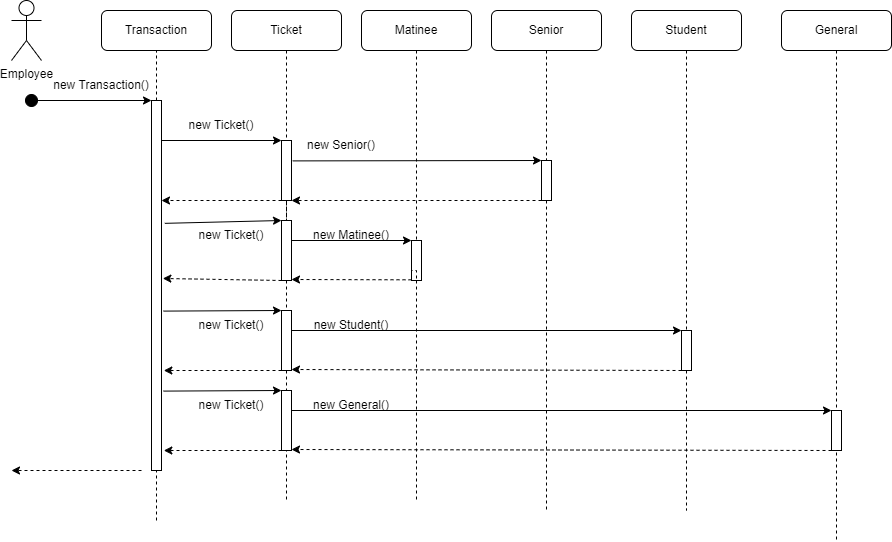 Transaction
Ticket
Matinee
Senior
Student
General
Employee
new Transaction()
new Ticket()
new Senior()
new Ticket()
new Matinee()
new Ticket()
new Student()
new Ticket()
new General()